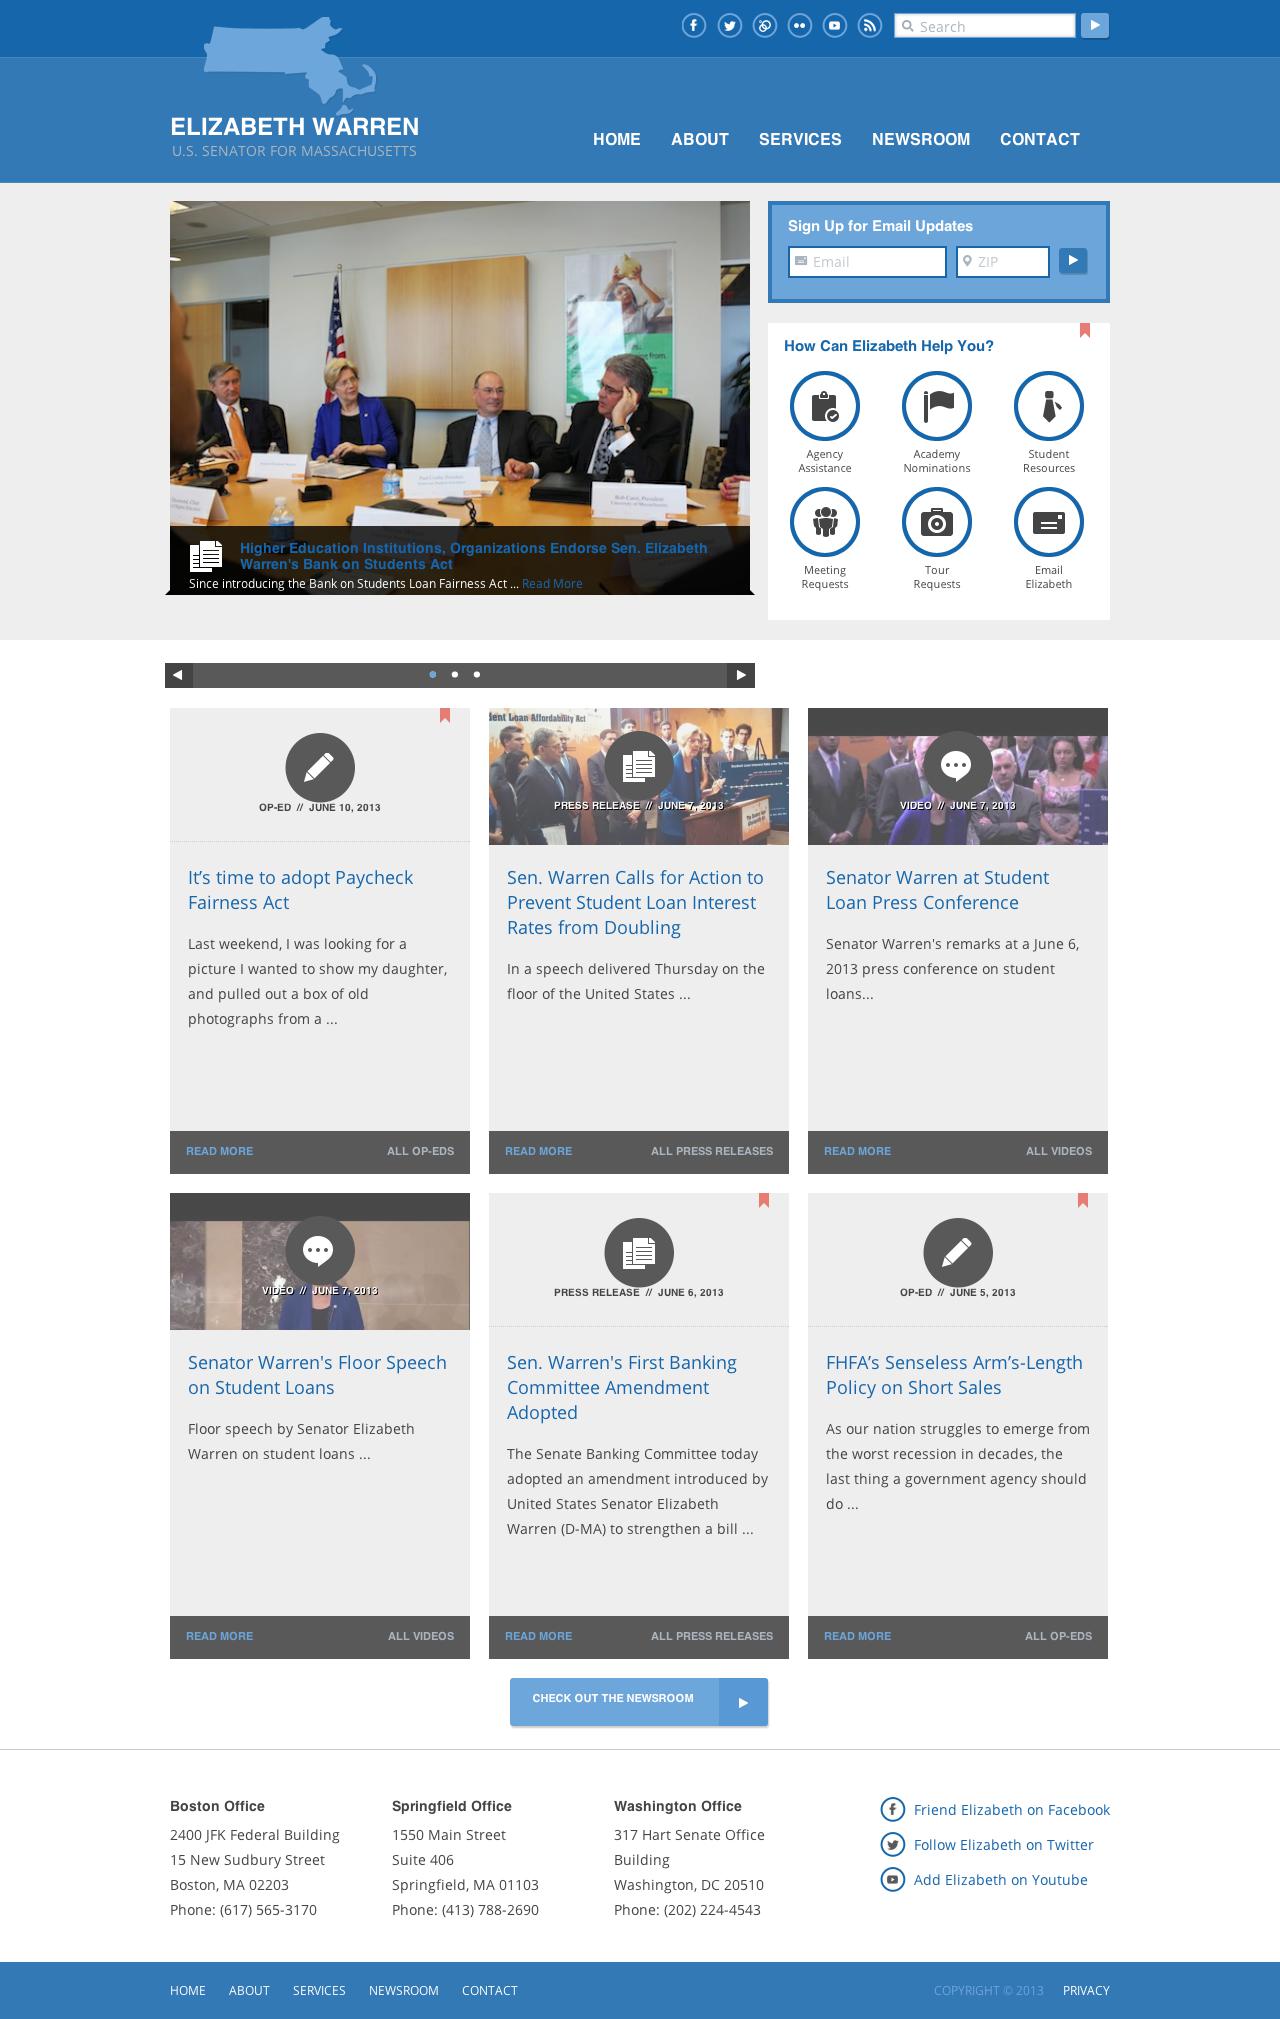 Search
ELIZABETH WARREN
U.S. SENATOR FOR MASSACHUSETTS
HOME ABOUT SERVICES NEWSROOM CONTACT
Higher Education Institutions, Organizations Endorse Sen. Elizabeth
Warren's Bank on Students Act
Since introducing the Bank on Students Loan Fairness Act ... Read More
Sign Up for Email Updates
Email ZIP
How Can Elizabeth Help You?
Agency
Assistance
Academy
Nominations
Student
Resources
Meeting
Requests
Tour
Requests
Email
Elizabeth
OP-ED // JUNE 10, 2013
It’s time to adopt Paycheck
Fairness Act
Last weekend, I was looking for a
picture I wanted to show my daughter,
and pulled out a box of old
photographs from a ...
READ MORE ALL OP-EDS
dent Loan Affordability Act
PRESS RELEASE // JUNE 7, 2013
Sen. Warren Calls for Action to
Prevent Student Loan Interest
Rates from Doubling
In a speech delivered Thursday on the
floor of the United States ...
READ MORE ALL PRESS RELEASES
VIDEO // JUNE 7, 2013
Senator Warren at Student
Loan Press Conference
Senator Warren's remarks at a June 6,
2013 press conference on student
loans...
READ MORE ALL VIDEOS
VIDEO // JUNE 7, 2013
Senator Warren's Floor Speech
on Student Loans
Floor speech by Senator Elizabeth
Warren on student loans ...
READ MORE ALL VIDEOS
PRESS RELEASE // JUNE 6, 2013
Sen. Warren's First Banking
Committee Amendment
Adopted
The Senate Banking Committee today
adopted an amendment introduced by
United States Senator Elizabeth
Warren (D-MA) to strengthen a bill ...
READ MORE ALL PRESS RELEASES
OP-ED // JUNE 5, 2013
FHFA’s Senseless Arm’s-Length
Policy on Short Sales
As our nation struggles to emerge from
the worst recession in decades, the
last thing a government agency should
do ...
READ MORE ALL OP-EDS
CHECK OUT THE NEWSROOM
Boston Office
2400 JFK Federal Building
15 New Sudbury Street
Boston, MA 02203
Phone: (617) 565-3170
Springfield Office
1550 Main Street
Suite 406
Springfield, MA 01103
Phone: (413) 788-2690
Washington Office
317 Hart Senate Office
Building
Washington, DC 20510
Phone: (202) 224-4543
Friend Elizabeth on Facebook
Follow Elizabeth on Twitter
Add Elizabeth on Youtube
HOME ABOUT SERVICES NEWSROOM CONTACT
COPYRIGHT © 2013 PRIVACY